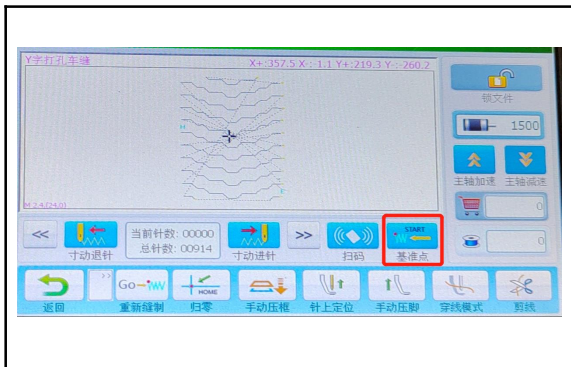 Y字打孔车缝
X+:357.5 X-:-1.1 Y+:219.3 Y-:-260.2
M 2.4,(24,0)
锁文件
1500
主轴加速 主轴减速
0
0
<<
寸动退针
当前针数: 00000
总针数: 00914
寸动进针
>>
扫码
START
基准点
返回
>>
Go
重新缝制
HOME
归零
手动压框
针上定位
手动压脚
穿线模式
剪线